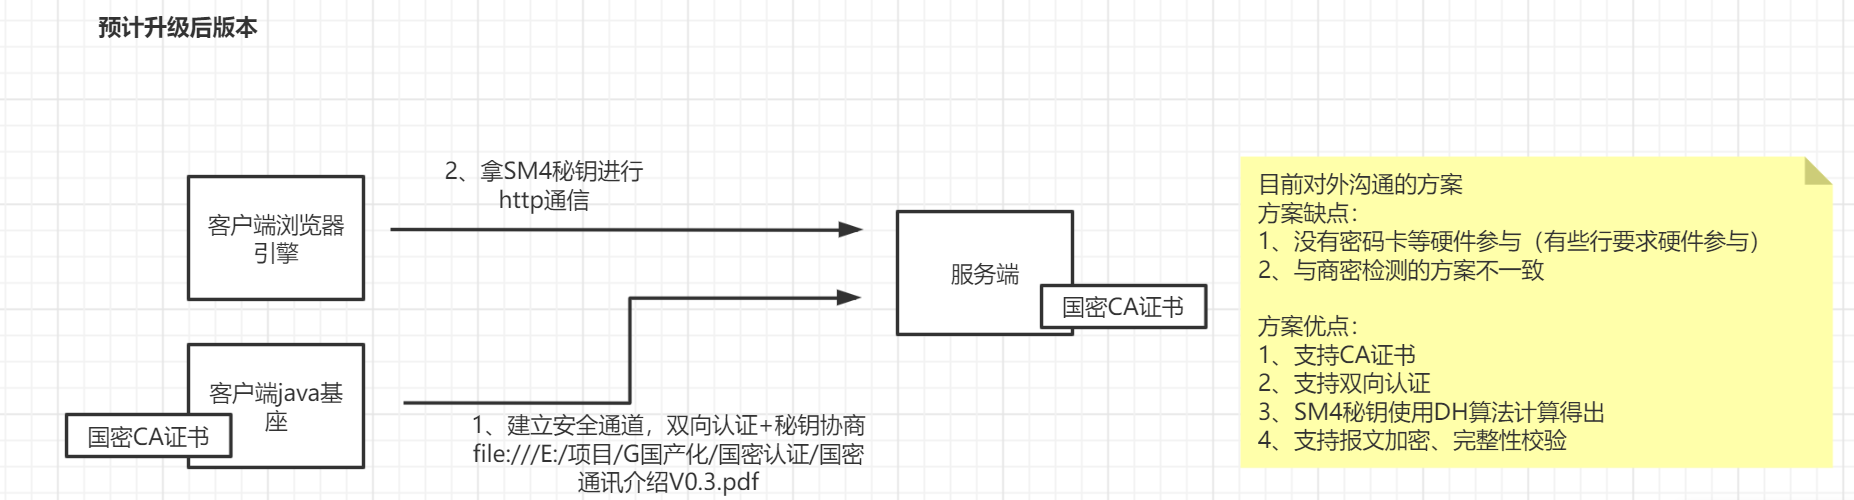 预计升级后版本
2、拿SM4秘钥进行
http通信
客户端浏览器
引擎
服务端
国密CA证书
客户端java基
座
国密CA证书
1、建立安全通道，双向认证+秘钥协商
file:///E:/项目/G国产化/国密认证/国密
通讯介绍V0.3.pdf
目前对外沟通的方案
方案缺点：
1、没有密码卡等硬件参与（有些行要求硬件参与）
2、与商密检测的方案不一致
方案优点：
1、支持CA证书
2、支持双向认证
3、SM4秘钥使用DH算法计算得出
4、支持报文加密、完整性校验